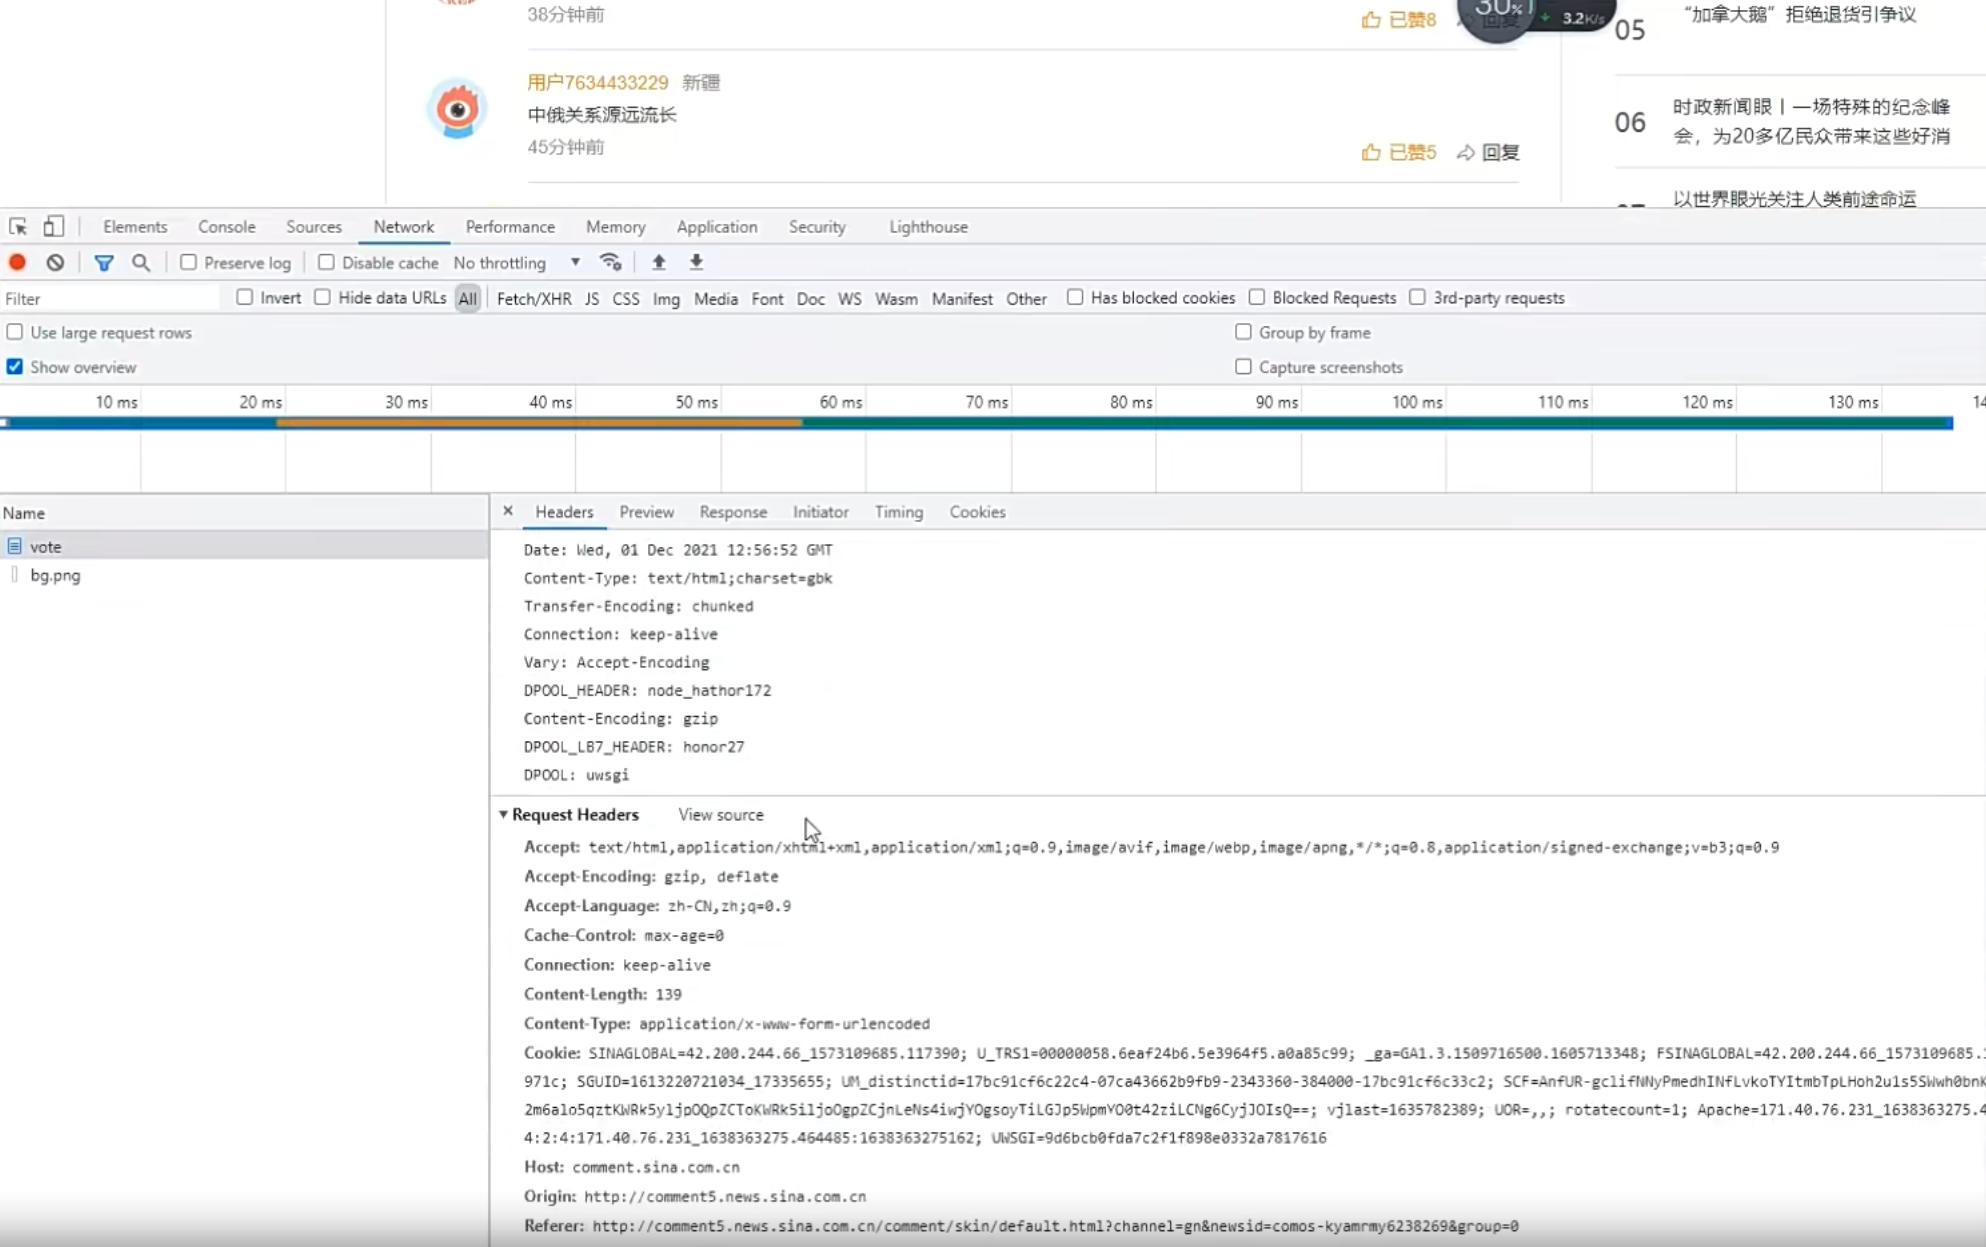 38分钟前
已赞8
30%
3.2K/s
05
“加拿大鹅”拒绝退货引争议
用户7634433229 新疆
中俄关系源远流长
45分钟前
已赞5 回复
06
时政新闻眼丨一场特殊的纪念峰
会，为20多亿民众带来这些好消
以世界眼光关注人类前途命运
Elements Console Sources Network Performance Memory Application Security Lighthouse
Preserve log Disable cache No throttling
Filter Invert Hide data URLs All Fetch/XHR JS CSS Img Media Font Doc WS Wasm Manifest Other Has blocked cookies Blocked Requests 3rd-party requests
Use large request rows Group by frame
Show overview Capture screenshots
10 ms 20 ms 30 ms 40 ms 50 ms 60 ms 70 ms 80 ms 90 ms 100 ms 110 ms 120 ms 130 ms 14
Name
vote
bg.png
× Headers Preview Response Initiator Timing Cookies
Date: Wed, 01 Dec 2021 12:56:52 GMT
Content-Type: text/html;charset=gbk
Transfer-Encoding: chunked
Connection: keep-alive
Vary: Accept-Encoding
DPOOL_HEADER: node_hathor172
Content-Encoding: gzip
DPOOL_LB7_HEADER: honor27
DPOOL: uwsgi
Request Headers View source
Accept: text/html,application/xhtml+xml,application/xml;q=0.9,image/avif,image/webp,image/apng,*/*;q=0.8,application/signed-exchange;v=b3;q=0.9
Accept-Encoding: gzip, deflate
Accept-Language: zh-CN,zh;q=0.9
Cache-Control: max-age=0
Connection: keep-alive
Content-Length: 139
Content-Type: application/x-www-form-urlencoded
Cookie: SINAGLOBAL=42.200.244.66_1573109685.117390; U_TRS1=00000058.6eaf24b6.5e3964f5.a0a85c99; _ga=GA1.3.1509716500.1605713348; FSINAGLOBAL=42.200.244.66_1573109685.1
971c; SGUID=1613220721034_17335655; UM_distinctid=17bc91cf6c22c4-07ca43662b9fb9-2343360-384000-17bc91cf6c33c2; SCF=AnfUR-gclifNNyPmedhINfLvkoTYItmbTpLHoh2u1s5SWwh0bnK
2m6alo5qztKWRk5yljpOQpZCToKWRk5iljoOgpZCjnLeNs4iwjYOgsoyTiLGJp5WpmYO0t42ziLCNg6CyjJOIsQ==; vjlast=1635782389; UOR=,,; rotatecount=1; Apache=171.40.76.231_1638363275.4
4:2:4:171.40.76.231_1638363275.464485:1638363275162; UWSGI=9d6bcb0fda7c2f1f898e0332a7817616
Host: comment.sina.com.cn
Origin: http://comment5.news.sina.com.cn
Referer: http://comment5.news.sina.com.cn/comment/skin/default.html?channel=gn&newsid=comos-kyamrmy6238269&group=0